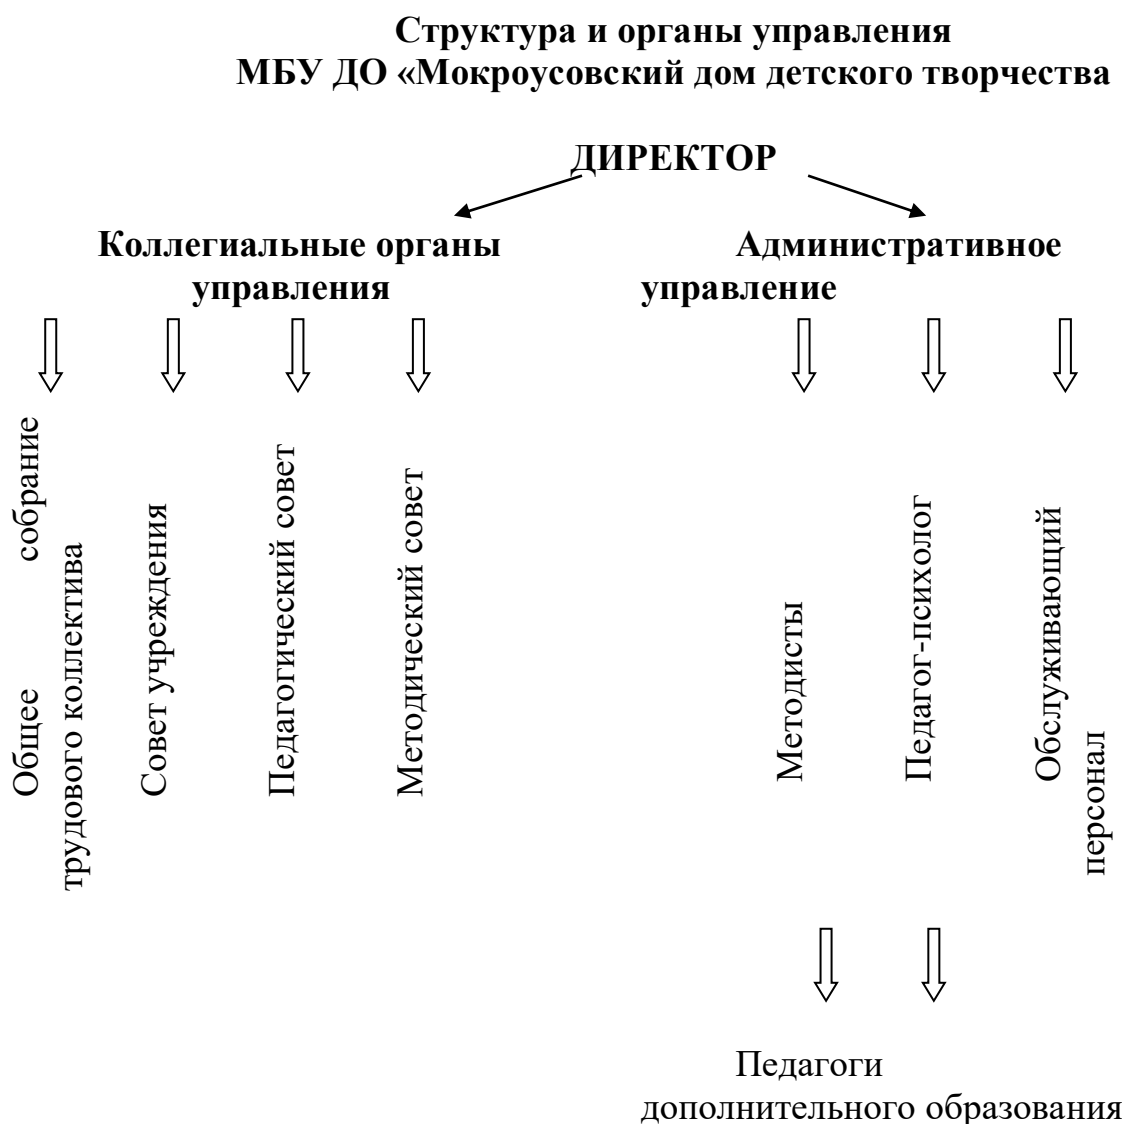 Структура и органы управления
МБУ ДО «Мокроусовский дом детского творчества
ДИРЕКТОР
Коллегиальные органы
управления
Административное
управление
Общее собрание
трудового коллектива
Совет учреждения
Педагогический совет
Методический совет
Методисты
Педагог-психолог
Обслуживающий
персонал
Педагоги
дополнительного образования